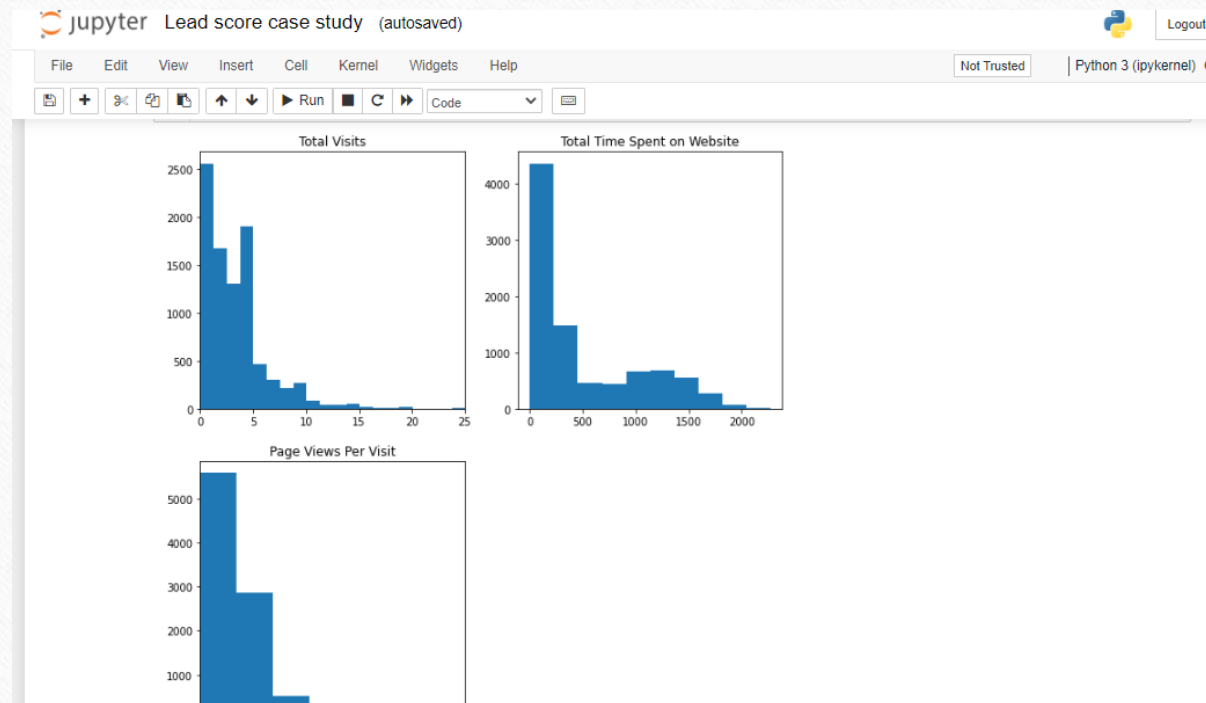 jupyter Lead score case study (autosaved)
Logout
File Edit View Insert Cell Kernel Widgets Help
Not Trusted
Python 3 (ipykernel)
Run
Code
Total Visits
2500
2000
1500
1000
500
0
0 5 10 15 20 25
Total Time Spent on Website
4000
3000
2000
1000
0
0 500 1000 1500 2000
Page Views Per Visit
5000
4000
3000
2000
1000